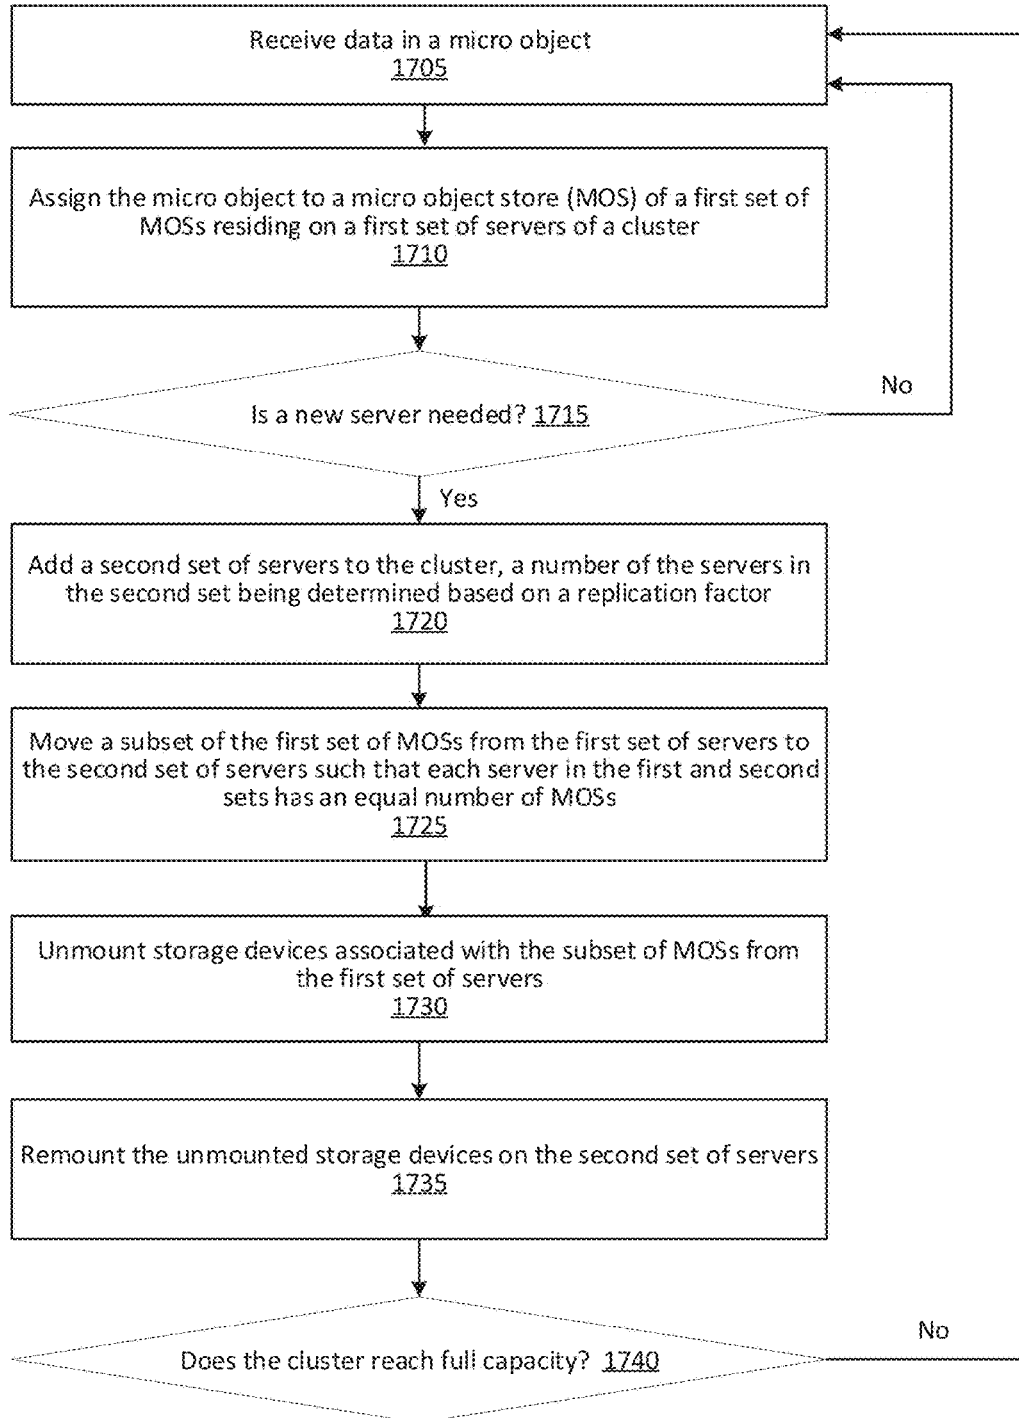 Receive data in a micro object
1705
Assign the micro object to a micro object store (MOS) of a first set of
MOSs residing on a first set of servers of a cluster
1710
Is a new server needed? 1715
No
Yes
Add a second set of servers to the cluster, a number of the servers in
the second set being determined based on a replication factor
1720
Move a subset of the first set of MOSs from the first set of servers to
the second set of servers such that each server in the first and second
sets has an equal number of MOSs
1725
Unmount storage devices associated with the subset of MOSs from
the first set of servers
1730
Remount the unmounted storage devices on the second set of servers
1735
No
Does the cluster reach full capacity? 1740